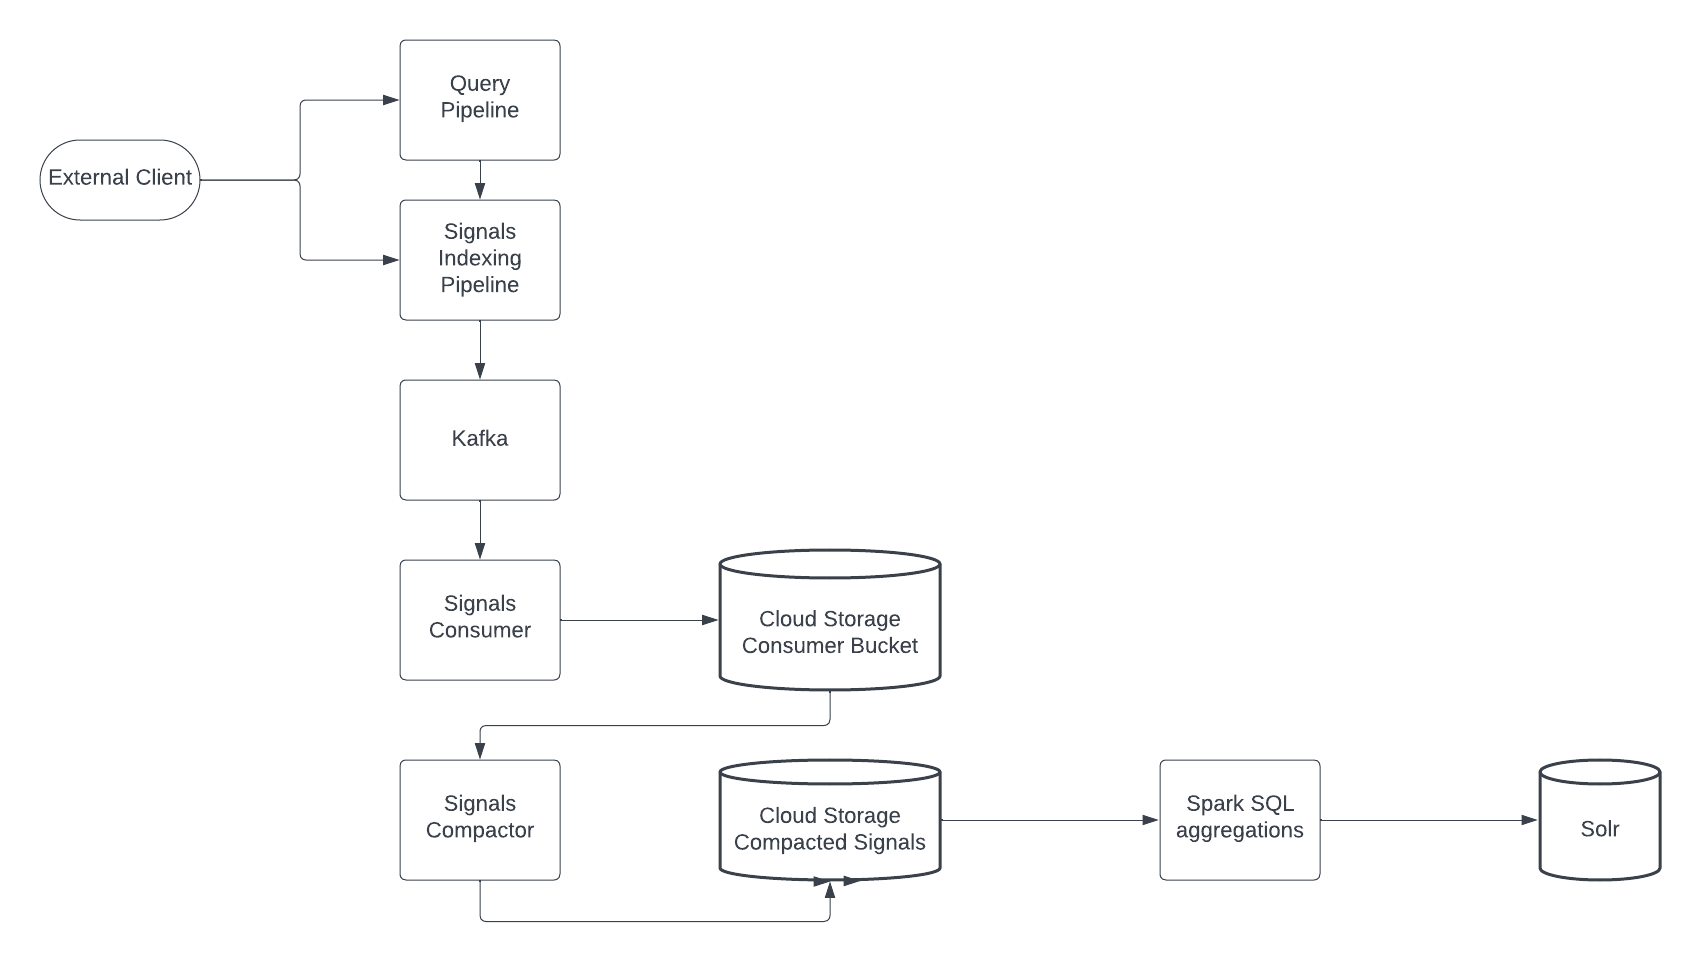 Query
Pipeline
External Client
Signals
Indexing
Pipeline
Kafka
Signals
Consumer
Cloud Storage
Consumer Bucket
Signals
Compactor
Cloud Storage
Compacted Signals
Spark SQL
aggregations
Solr